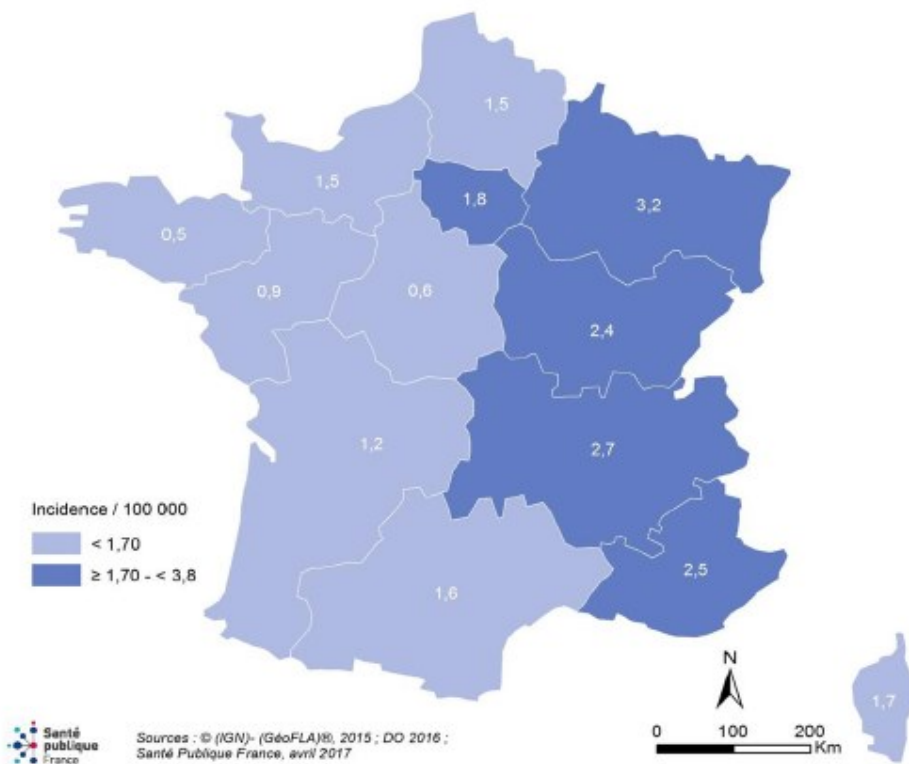 1,5
1,5
1,8
3,2
0,5
0,9
0,6
2,4
1,2
2,7
Incidence / 100 000
< 1,70
≥ 1,70 - < 3,8
2,5
1,6
N
1,7
0 100 200
Km
Santé
publique
France
Sources : © (IGN)- (GéoFLA)®, 2015 ; DO 2016 ;
Santé Publique France, avril 2017